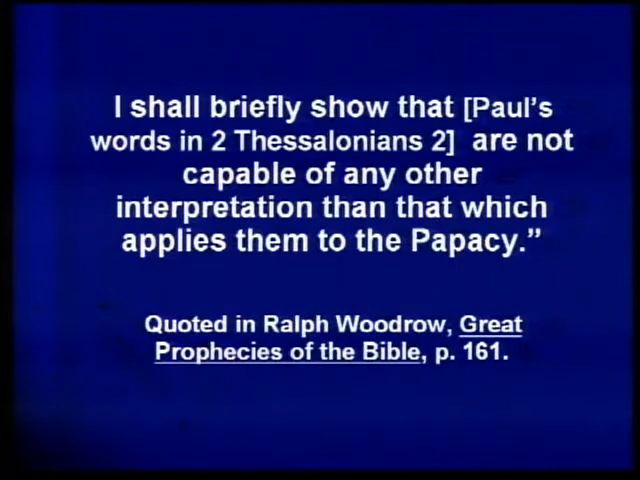 I shall briefly show that [Paul's
words in 2 Thessalonians 2] are not
capable of any other
interpretation than that which
applies them to the Papacy.”
Quoted in Ralph Woodrow, Great
Prophecies of the Bible, p. 161.